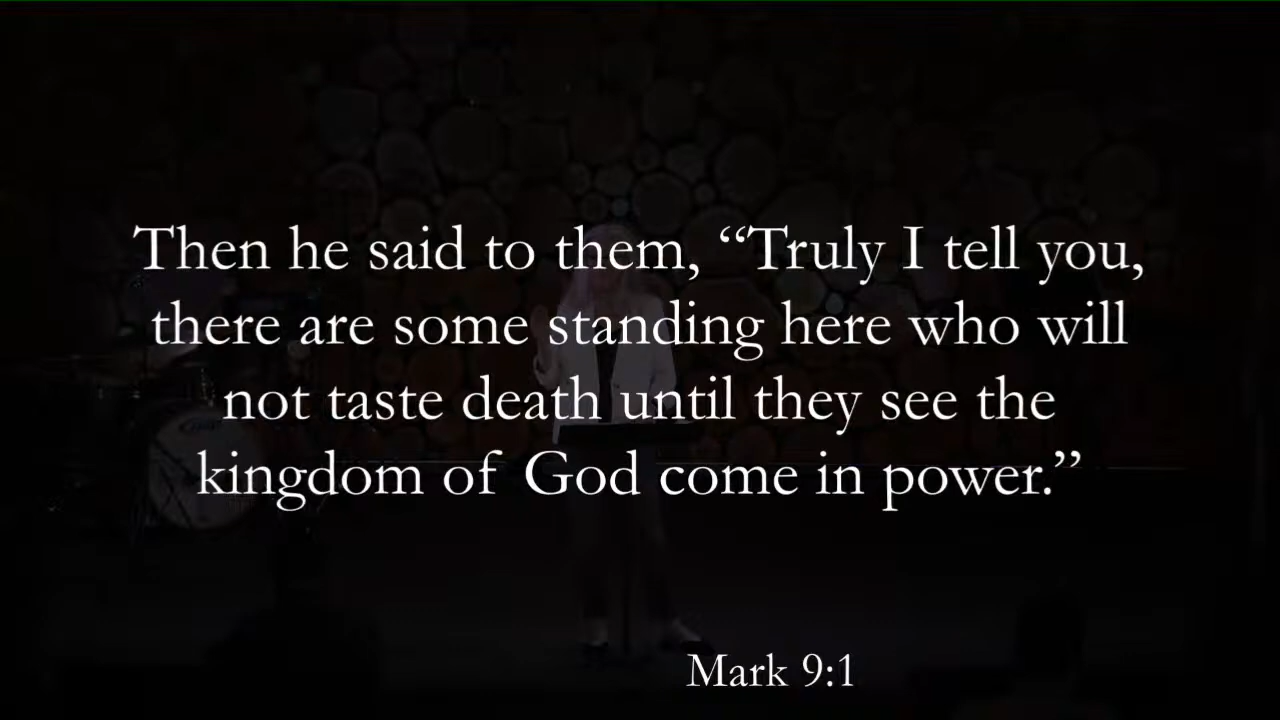 Then he said to them, “Truly I tell you,
there are some standing here who will
not taste death until they see the
kingdom of God come in power.”
Mark 9:1